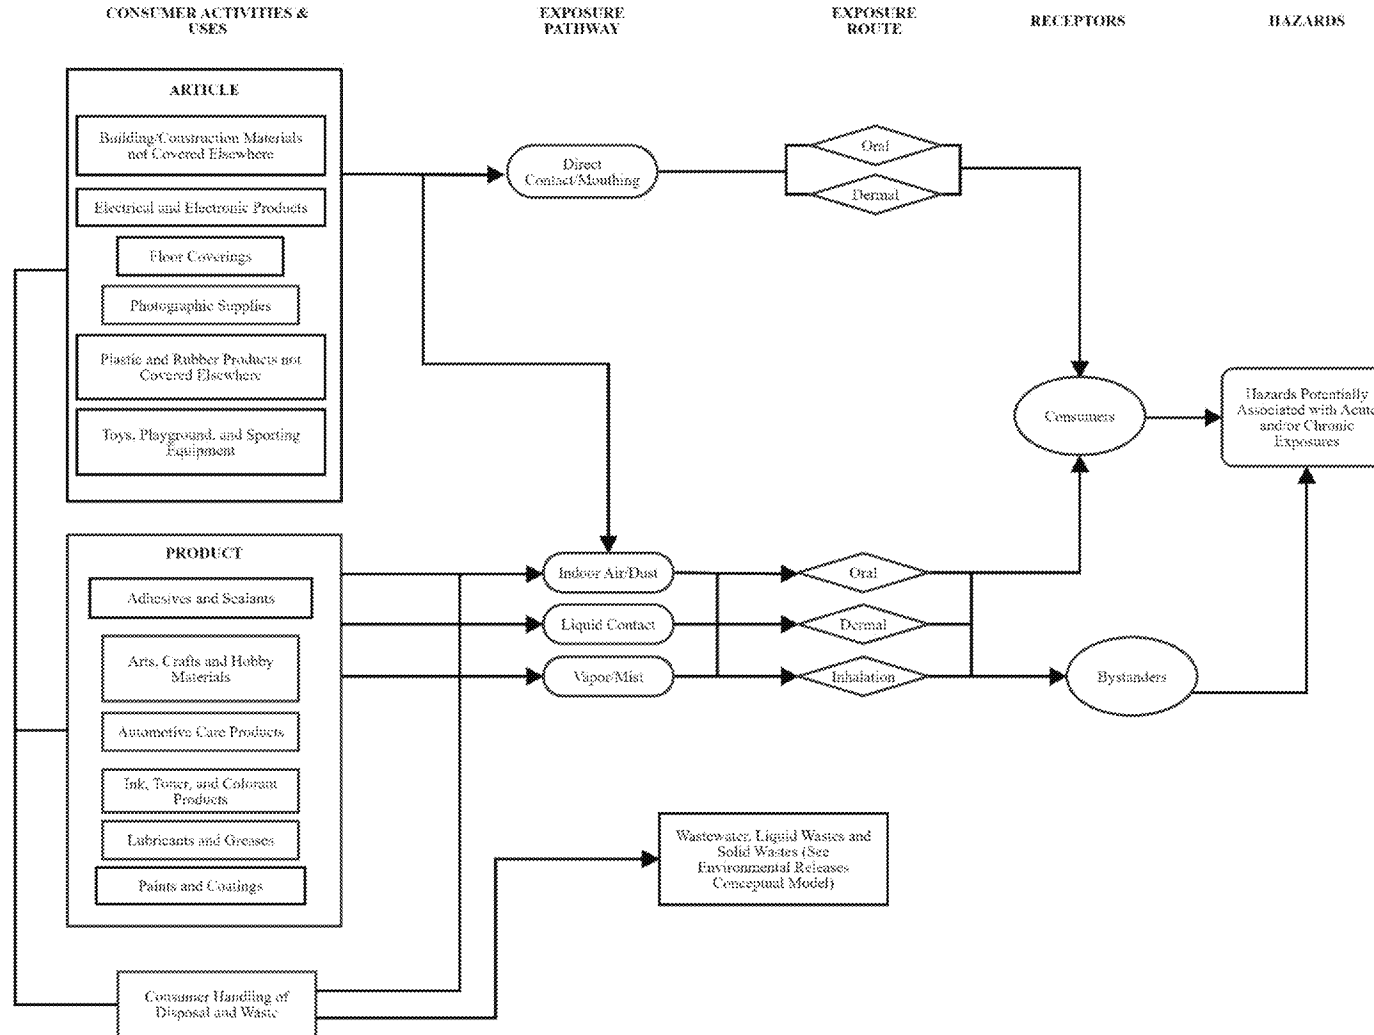 CONSUMER ACTIVITIES &
USES
EXPOSURE
PATHWAY
EXPOSURE
ROUTE
RECEPTORS
HAZARDS
ARTICLE
Building/Construction Materials
not Covered Elsewhere
Electrical and Electronic Products
Floor Coverings
Photographic Supplies
Plastic and Rubber Products not
Covered Elsewhere
Toys, Playground, and Sporting
Equipment
Direct
Contact/Mouthing
Oral
Dermal
Consumers
Hazards Potentially
Associated with Acute
and/or Chronic
Exposures
PRODUCT
Adhesives and Sealants
Arts, Crafts and Hobby
Materials
Automotive Care Products
Ink, Toner, and Colorant
Products
Lubricants and Greases
Paints and Coatings
Indoor Air/Dust
Liquid Contact
Vapor/Mist
Oral
Dermal
Inhalation
Bystanders
Wastewater, Liquid Wastes and
Solid Wastes (See
Environmental Releases
Conceptual Model)
Consumer Handling of
Disposal and Waste